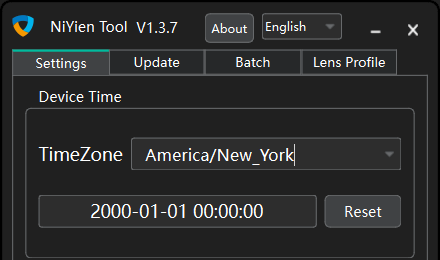 NiYien Tool V1.3.7 About English
Settings Update Batch Lens Profile
Device Time
TimeZone America/New_York
2000-01-01 00:00:00 Reset